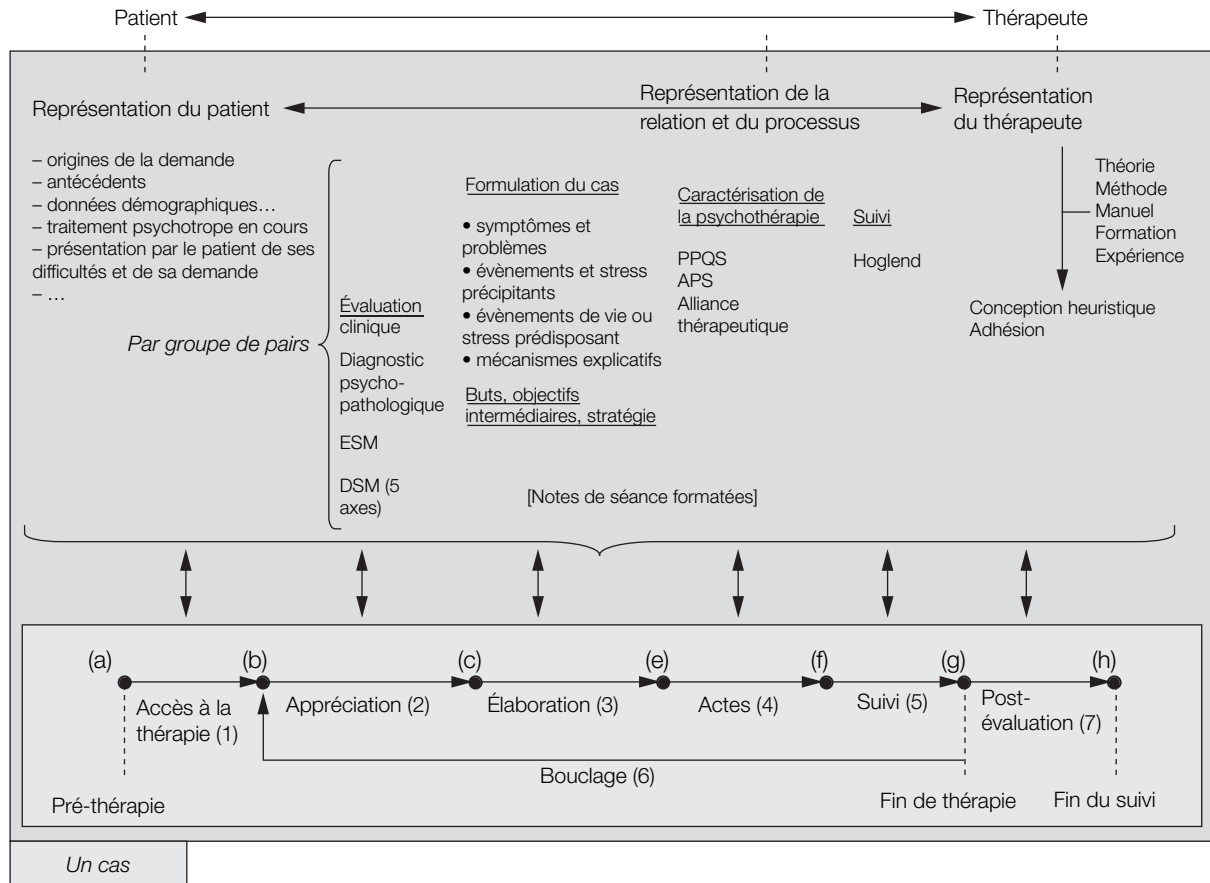 Patient
Thérapeute
Représentation du patient
Représentation de la
relation et du processus
Représentation
du thérapeute
– origines de la demande
– antécédents
– données démographiques…
– traitement psychotrope en cours
– présentation par le patient de ses
difficultés et de sa demande
– …
Par groupe de pairs
Évaluation
clinique
Diagnostic
psycho-
pathologique
ESM
DSM (5
axes)
Formulation du cas
• symptômes et
problèmes
• évènements et stress
précipitants
• évènements de vie ou
stress prédisposant
• mécanismes explicatifs
Buts, objectifs
intermédiaires, stratégie
Caractérisation de
la psychothérapie
PPQS
APS
Alliance
thérapeutique
Suivi
Hoglend
Théorie
Méthode
Manuel
Formation
Expérience
Conception heuristique
Adhésion
[Notes de séance formatées]
(a)
(b)
(c)
(e)
(f)
(g)
(h)
Accès à la
thérapie (1)
Appréciation (2)
Élaboration (3)
Actes (4)
Suivi (5)
Post-
évaluation (7)
Bouclage (6)
Pré-thérapie
Fin de thérapie
Fin du suivi
Un cas